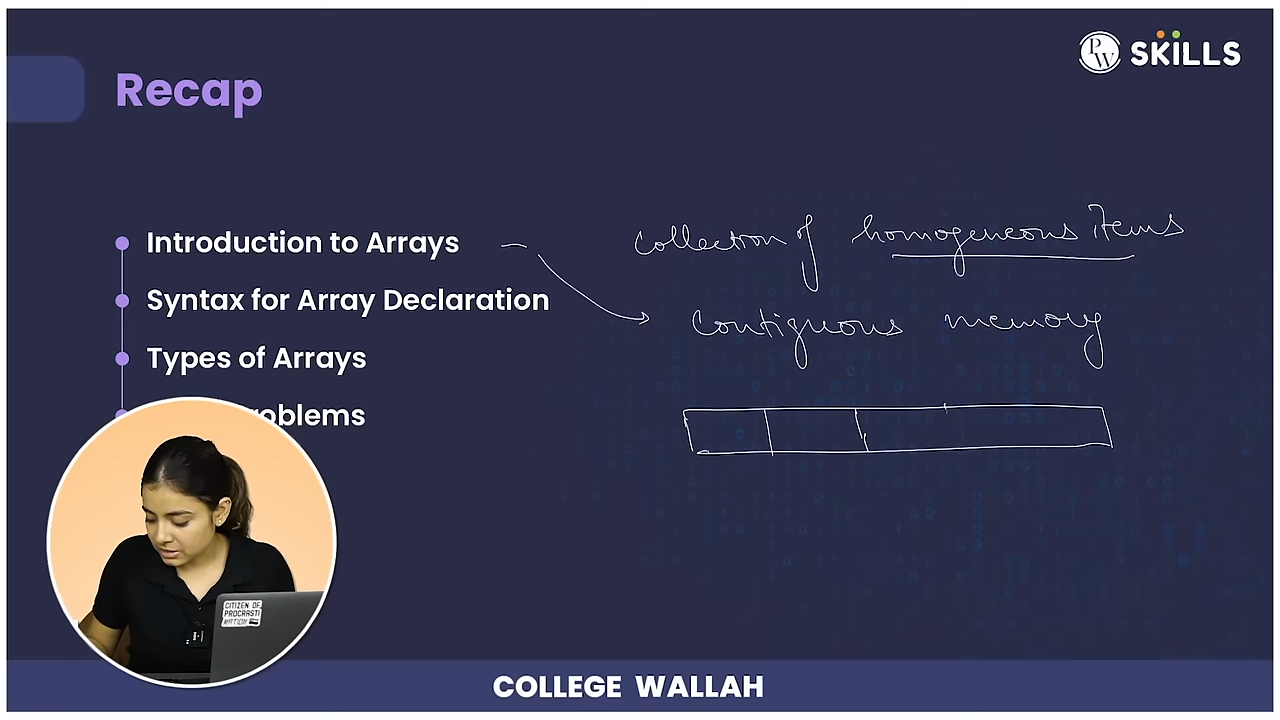 PW SKILLS
Recap
Introduction to Arrays
Syntax for Array Declaration
Types of Arrays
oblems
collection of homogeneous items
contiguous memory
CITIZEN OF
PROCRASTI
NATION
COLLEGE WALLAH